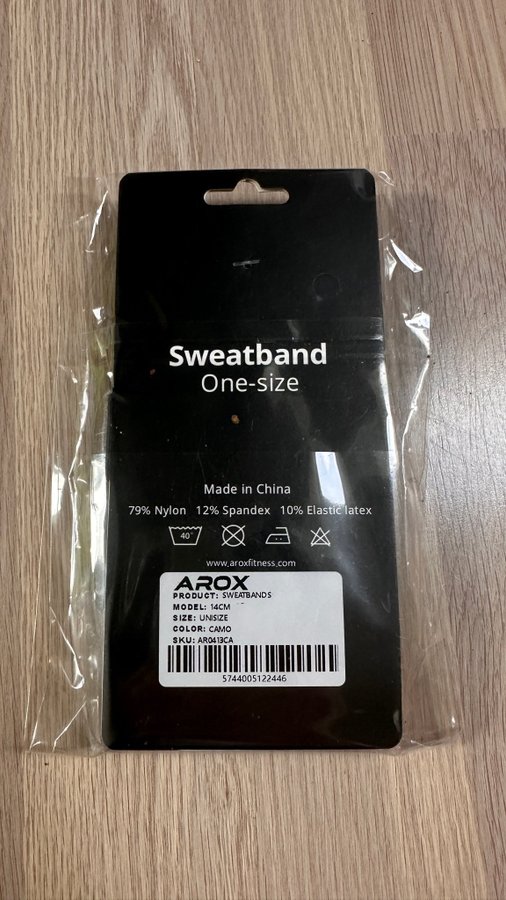 Sweatband
One-size
Made in China
79% Nylon 12% Spandex 10% Elastic latex
40°
www.aroxfitness.com
AROX
PRODUCT: SWEATBANDS
MODEL: 14CM
SIZE: UNISIZE
COLOR: CAMO
SKU: AR0413CA
5744005122446